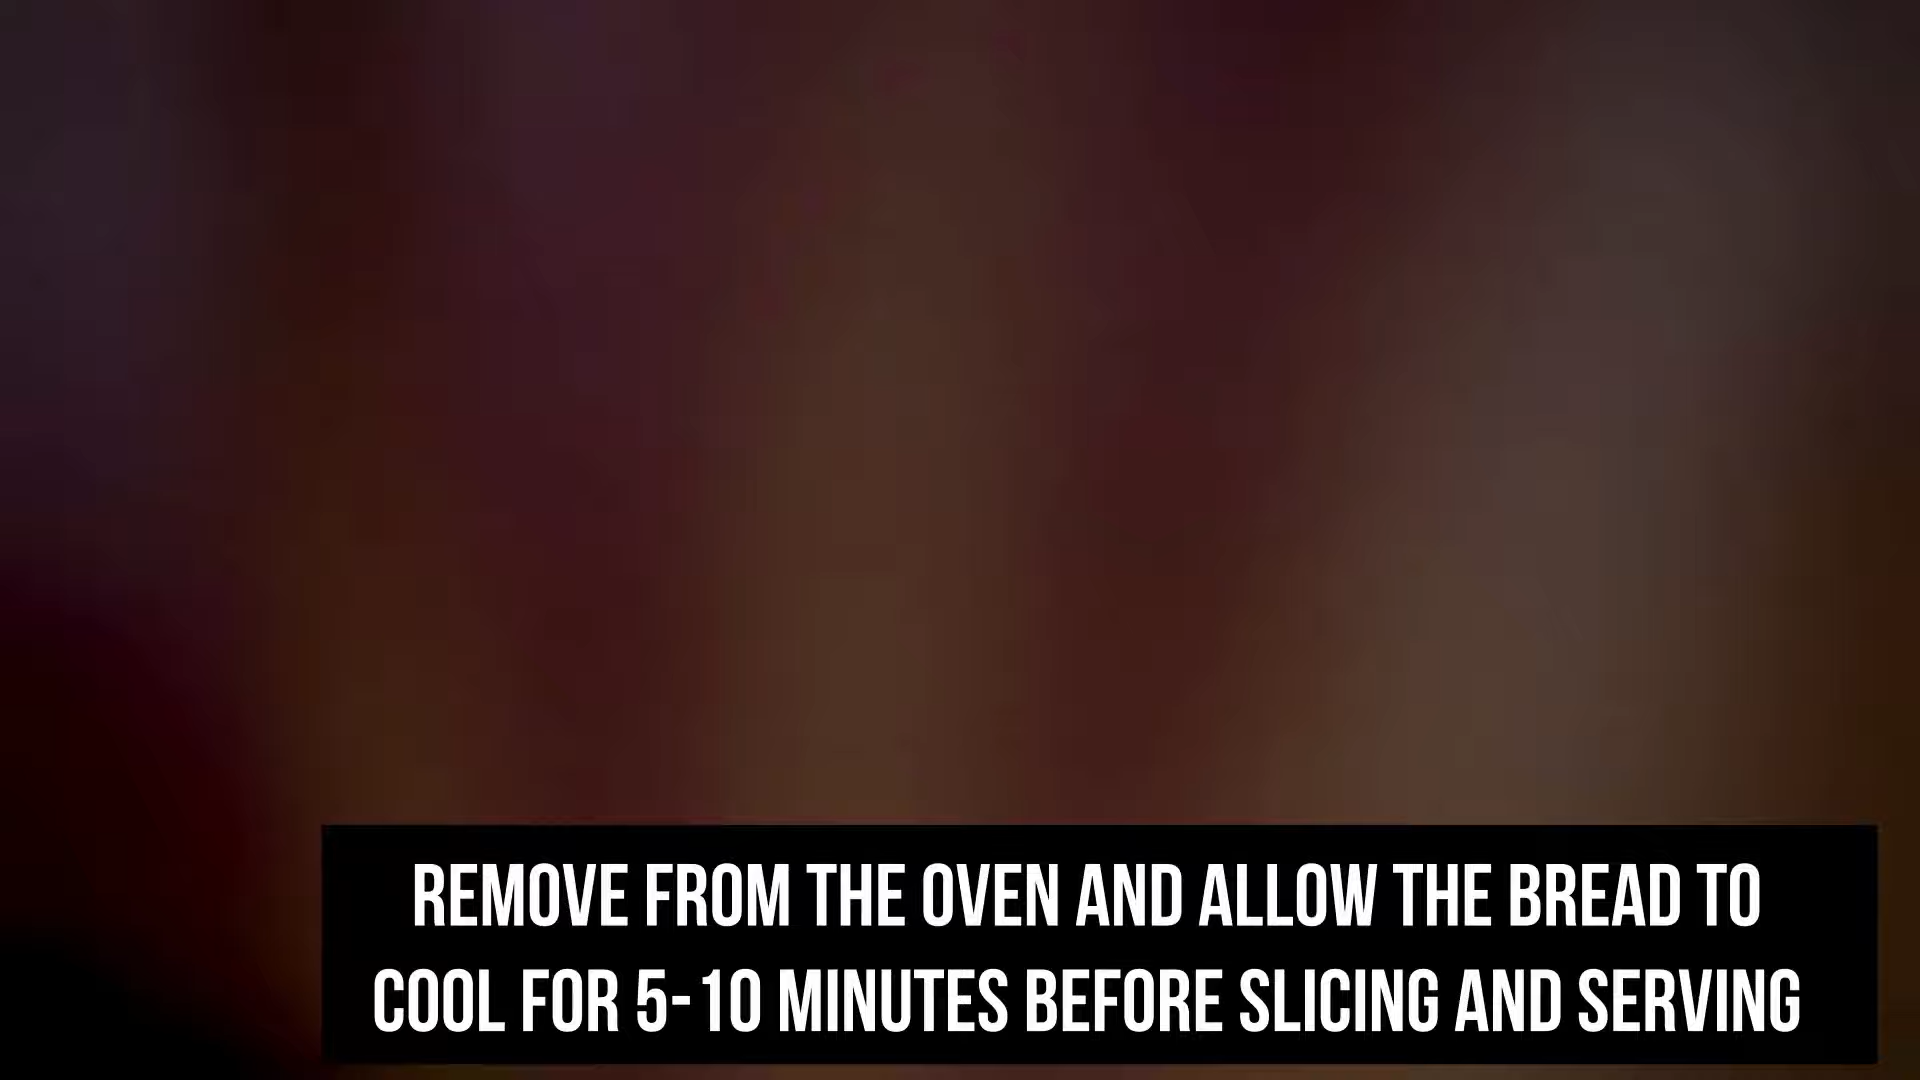 REMOVE FROM THE OVEN AND ALLOW THE BREAD TO
COOL FOR 5-10 MINUTES BEFORE SLICING AND SERVING